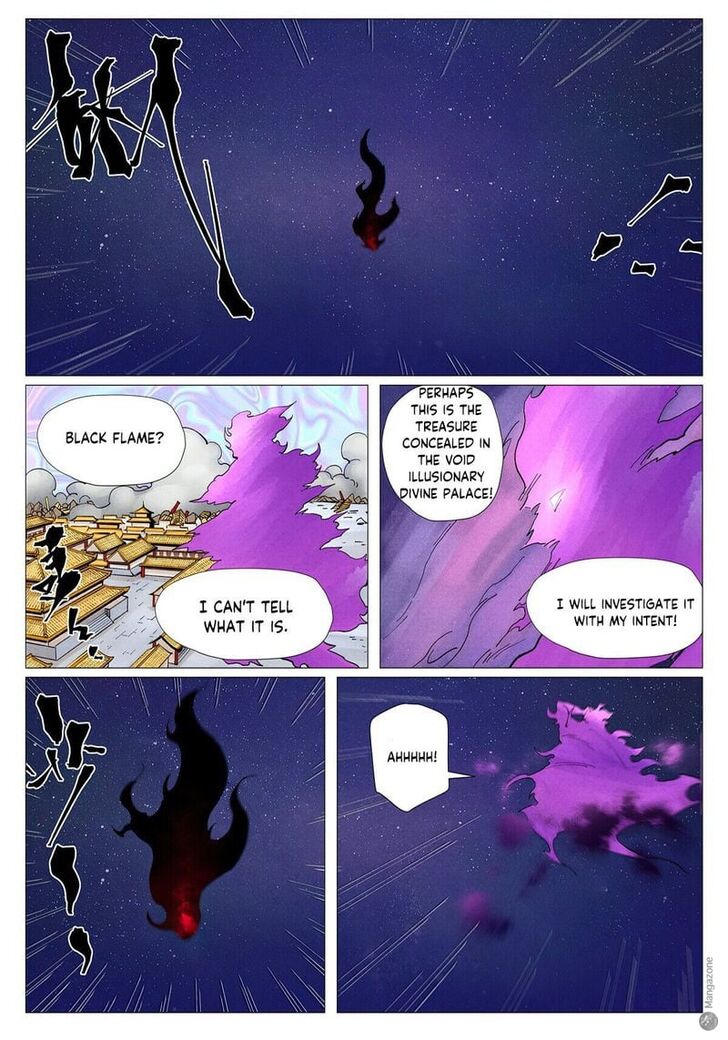 BLACK FLAME?
I CAN'T TELL
WHAT IT IS.
PERHAPS
THIS IS THE
TREASURE
CONCEALED IN
THE VOID
ILLUSIONARY
DIVINE PALACE!
I WILL INVESTIGATE IT
WITH MY INTENT!
AHHHHH!
Mangazone